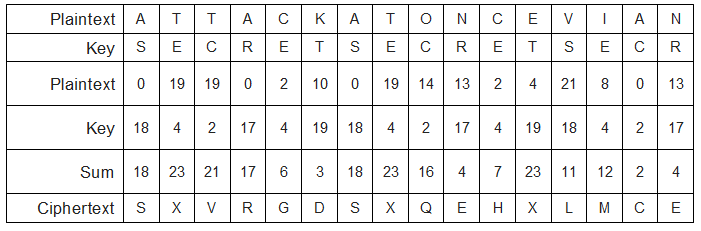 Plaintext A T T A C K A T O N C E V I A N
Key S E C R E T S E C R E T S E C R
Plaintext 0 19 19 0 2 10 0 19 14 13 2 4 21 8 0 13
Key 18 4 2 17 4 19 18 4 2 17 4 19 18 4 2 17
Sum 18 23 21 17 6 3 18 23 16 4 7 23 11 12 2 4
Ciphertext S X V R G D S X Q E H X L M C E